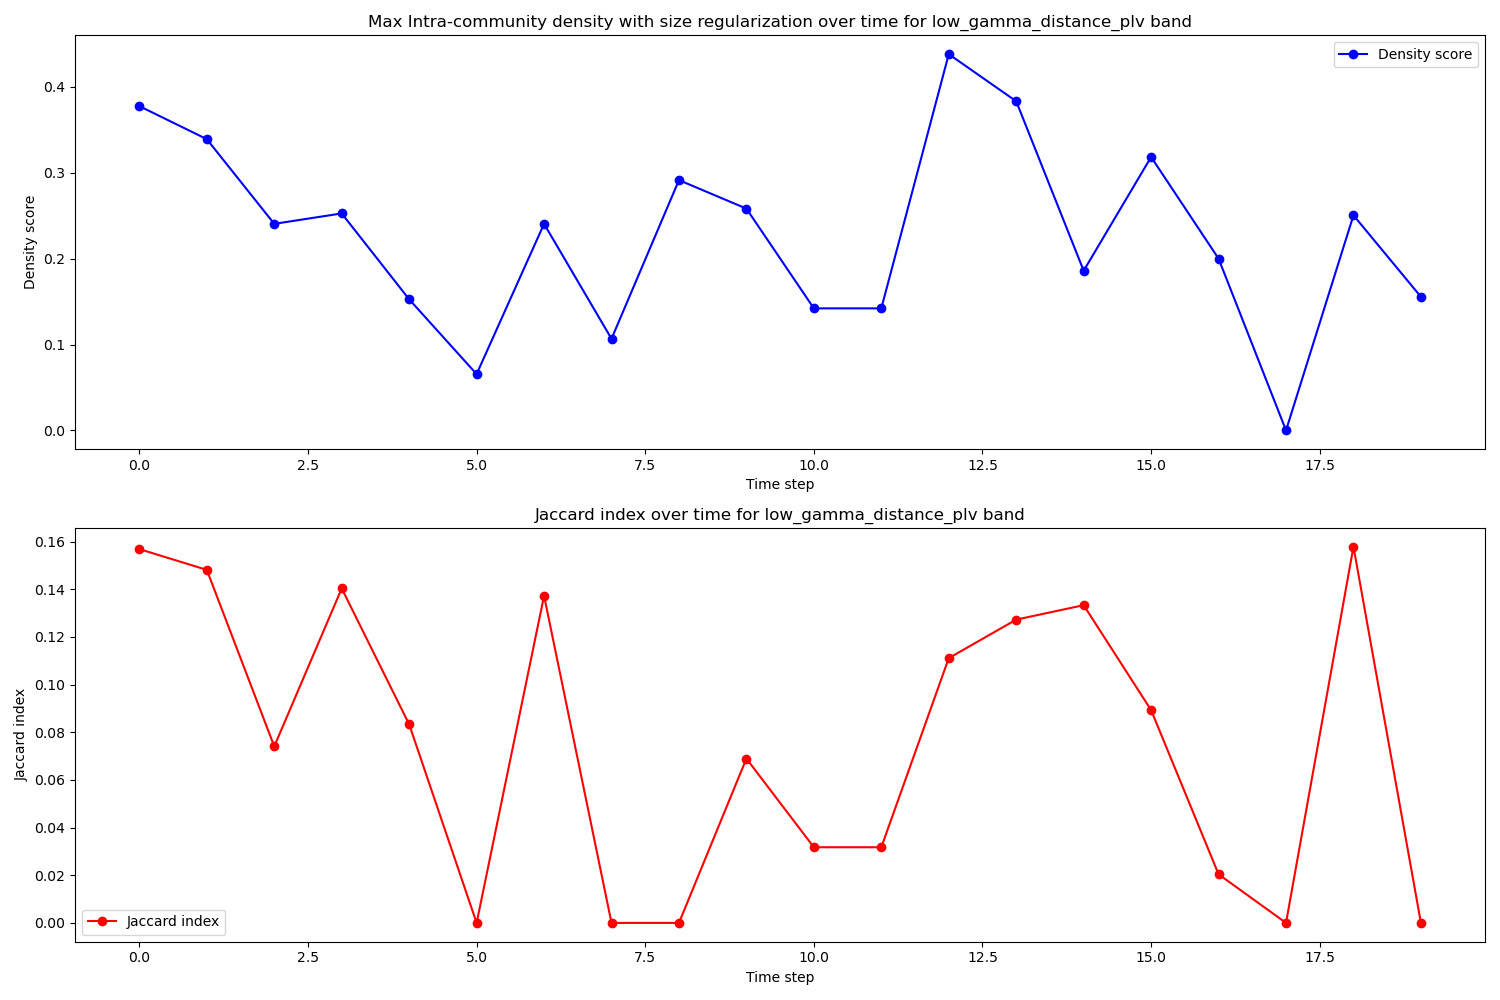 Max Intra-community density with size regularization over time for low_gamma_distance_plv band
Density score
0.4
0.3
0.2
0.1
0.0
Density score
0.0 2.5 5.0 7.5 10.0 12.5 15.0 17.5
Time step
Jaccard index over time for low_gamma_distance_plv band
0.16
0.14
0.12
0.10
0.08
0.06
0.04
0.02
0.00
Jaccard index
Jaccard index
0.0 2.5 5.0 7.5 10.0 12.5 15.0 17.5
Time step